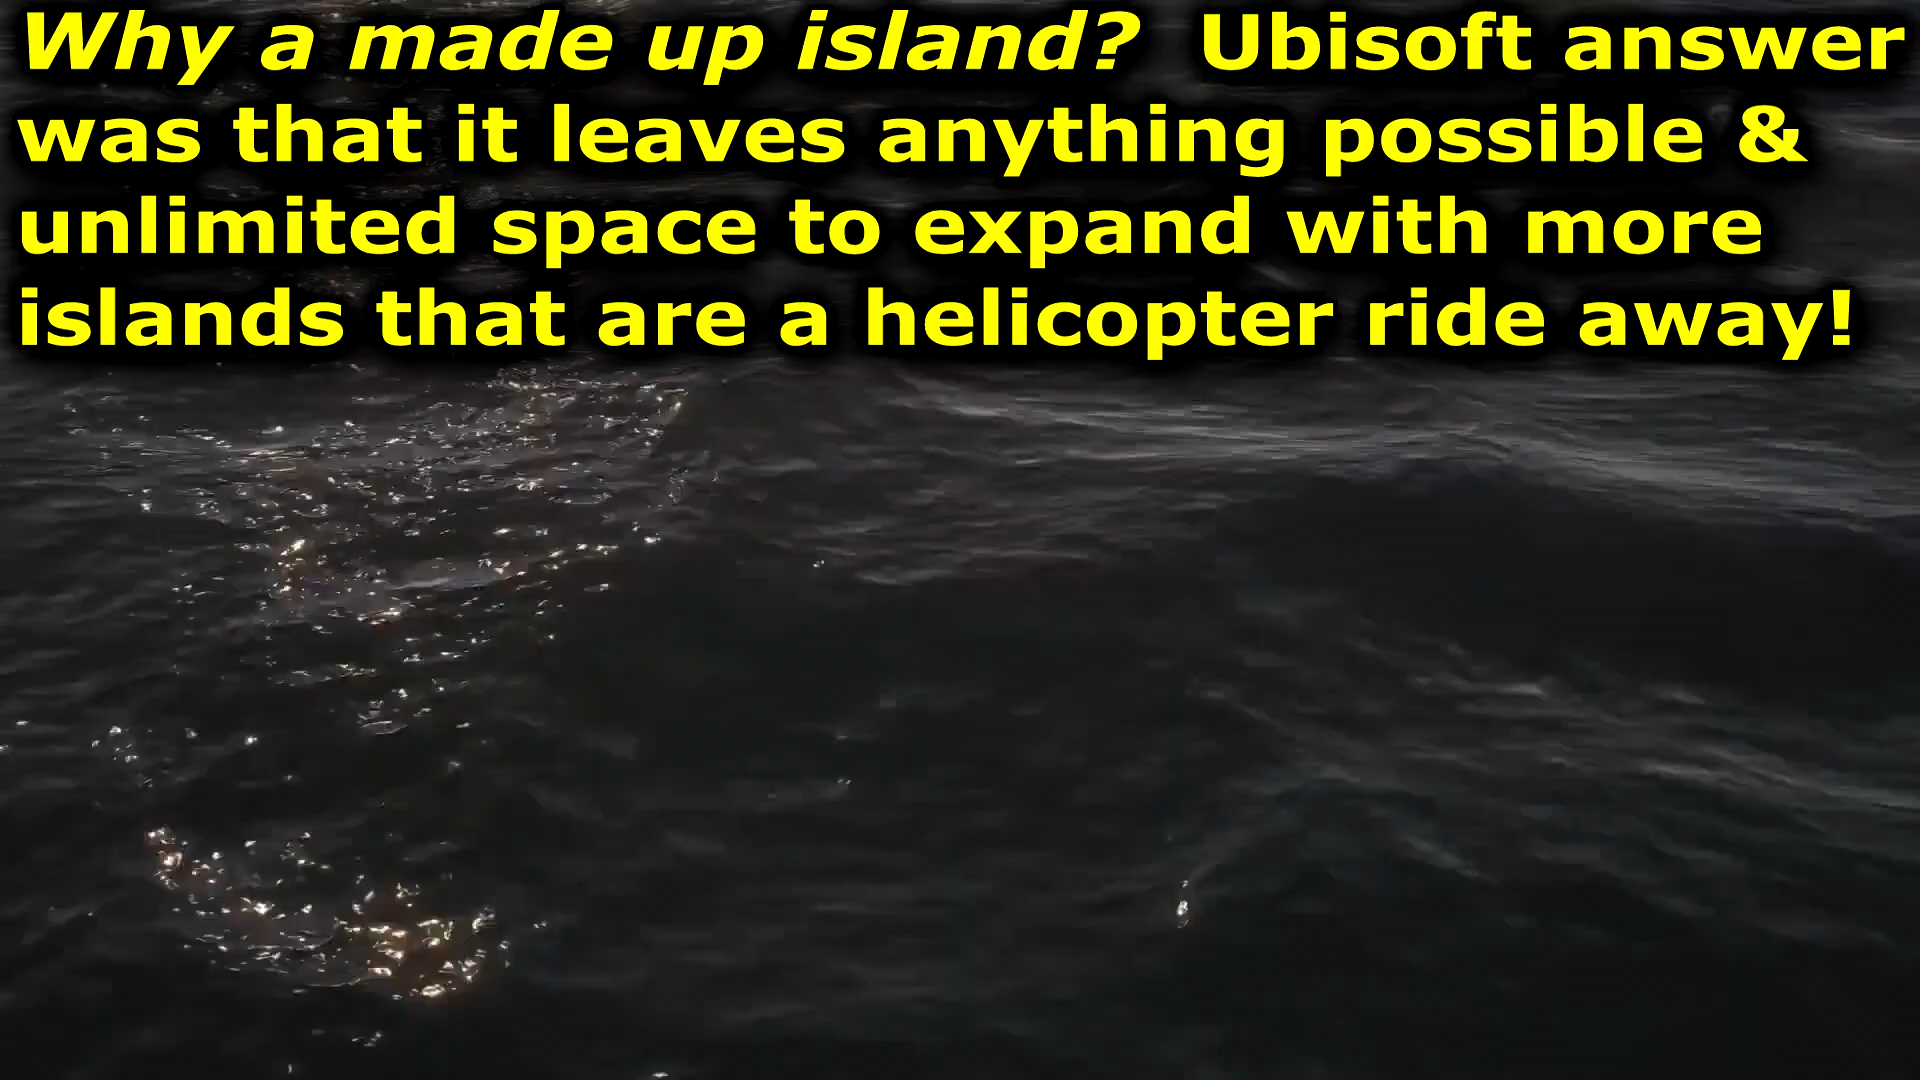 Why a made up island? Ubisoft answer
was that it leaves anything possible &
unlimited space to expand with more
islands that are a helicopter ride away!